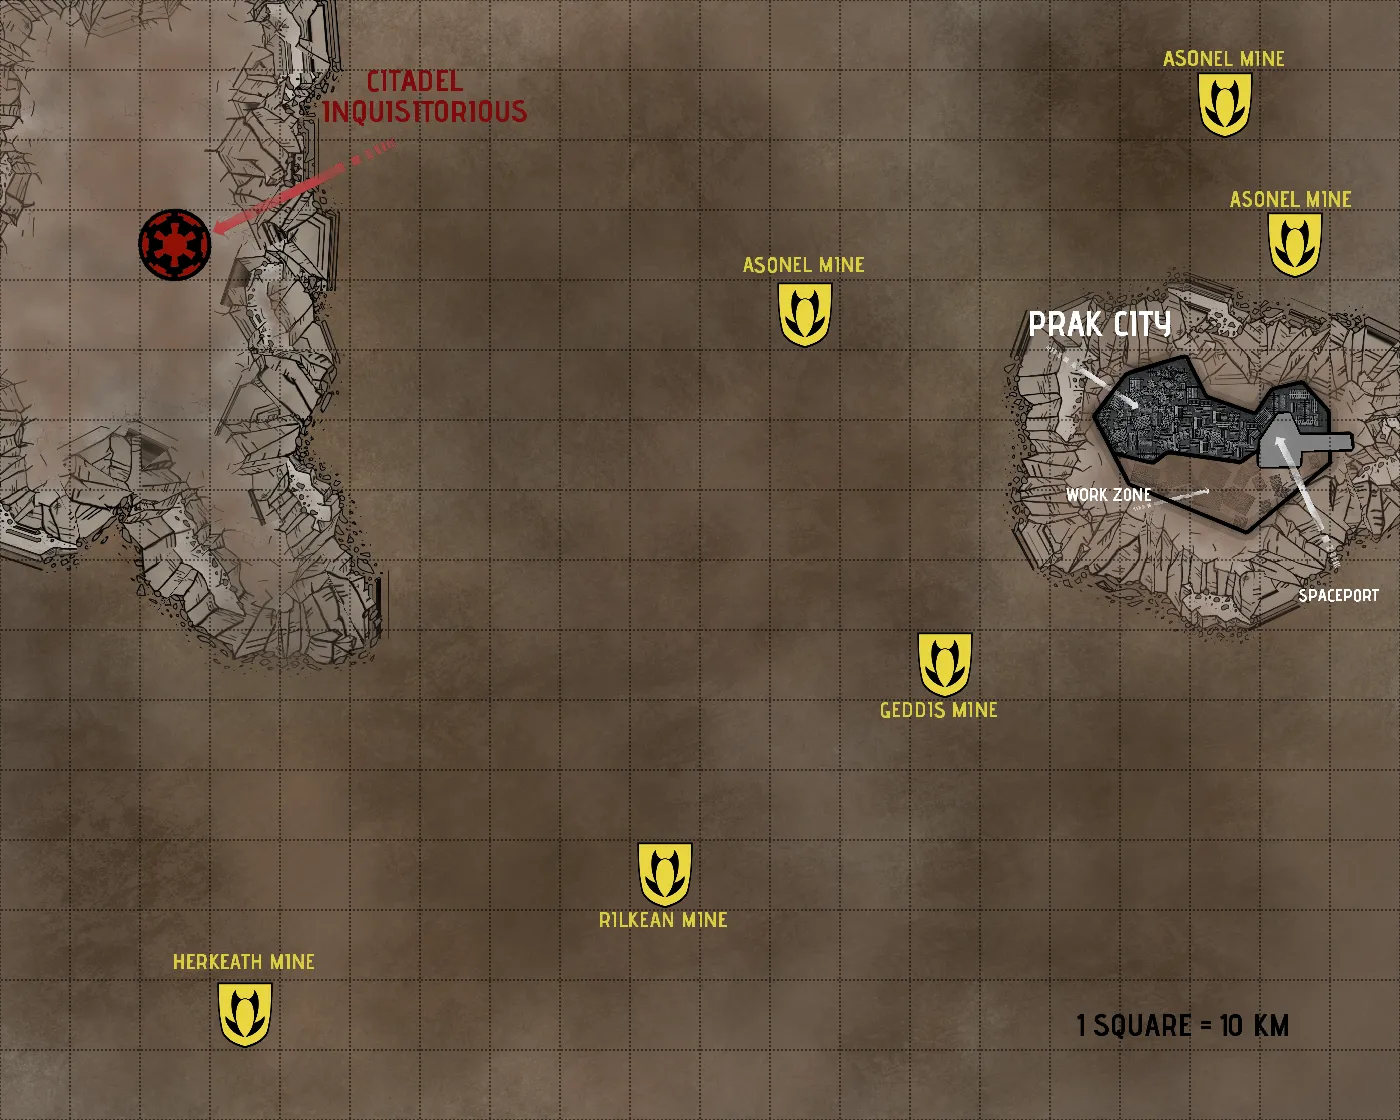 ASONEL MINE
CITADEL
INQUISITORIOUS
ASONEL MINE
ASONEL MINE
PRAK CITY
WORK ZONE
SPACEPORT
GEDDIS MINE
RILKEAN MINE
HERKEATH MINE
1 SQUARE = 10 KM